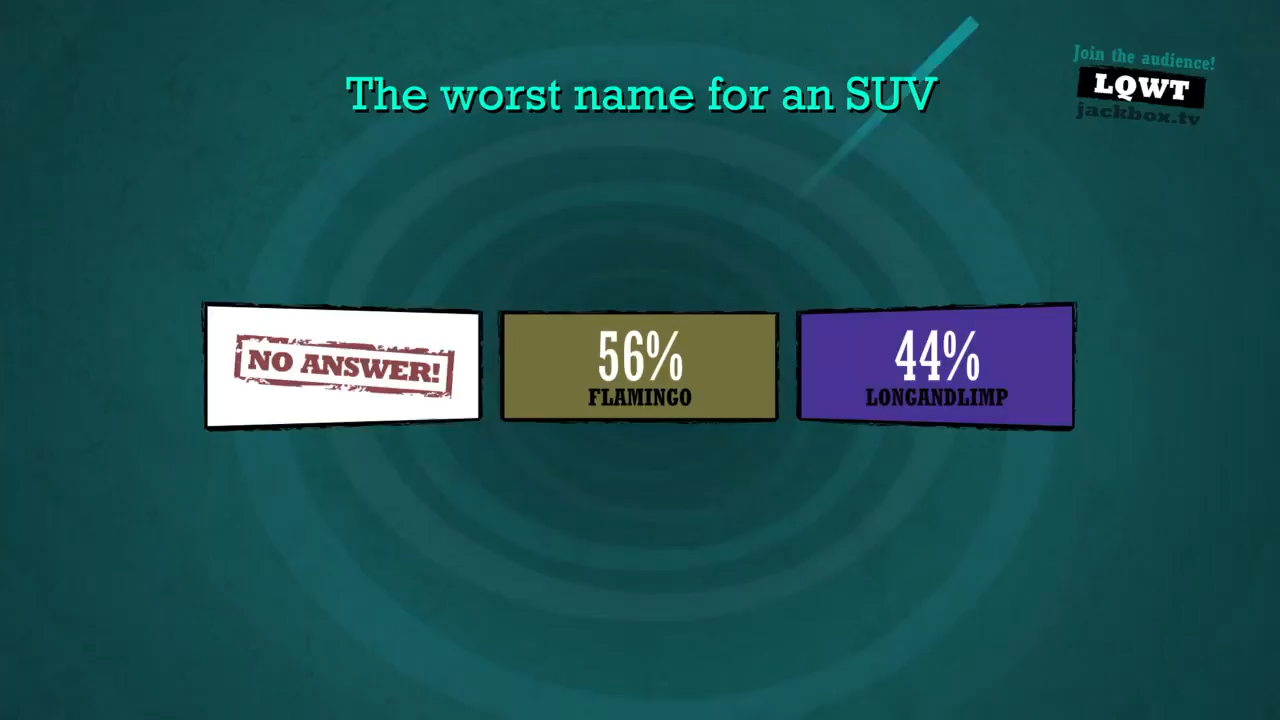 The worst name for an SUV
Join the audience!
LQWT
jackbox.tv
NO ANSWER!
56%
FLAMINGO
44%
LONGANDLIMP